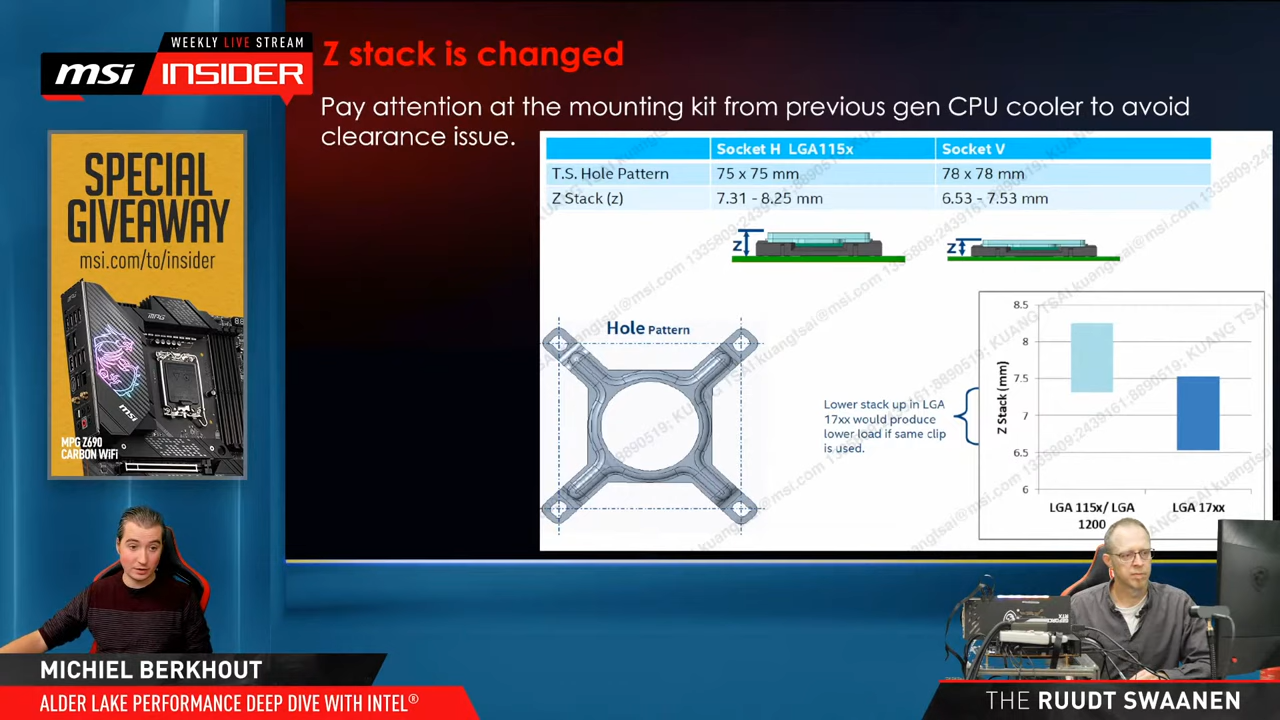 WEEKLY LIVE STREAM
msi INSIDER
Z stack is changed
Pay attention at the mounting kit from previous gen CPU cooler to avoid
clearance issue.
SPECIAL
GIVEAWAY
msi.com/to/insider
MPG
MPG Z690
CARBON WiFi
Socket H LGA115x Socket V
T.S. Hole Pattern 75 x 75 mm 78 x 78 mm
Z Stack (z) 7.31 - 8.25 mm 6.53 - 7.53 mm
Z Z
Hole Pattern
Lower stack up in LGA
17xx would produce
lower load if same clip
is used.
Z Stack (mm)
8.5
8
7.5
7
6.5
6
LGA 115x/ LGA
1200
LGA 17xx
MICHIEL BERKHOUT
ALDER LAKE PERFORMANCE DEEP DIVE WITH INTEL®
THE RUUDT SWAANEN